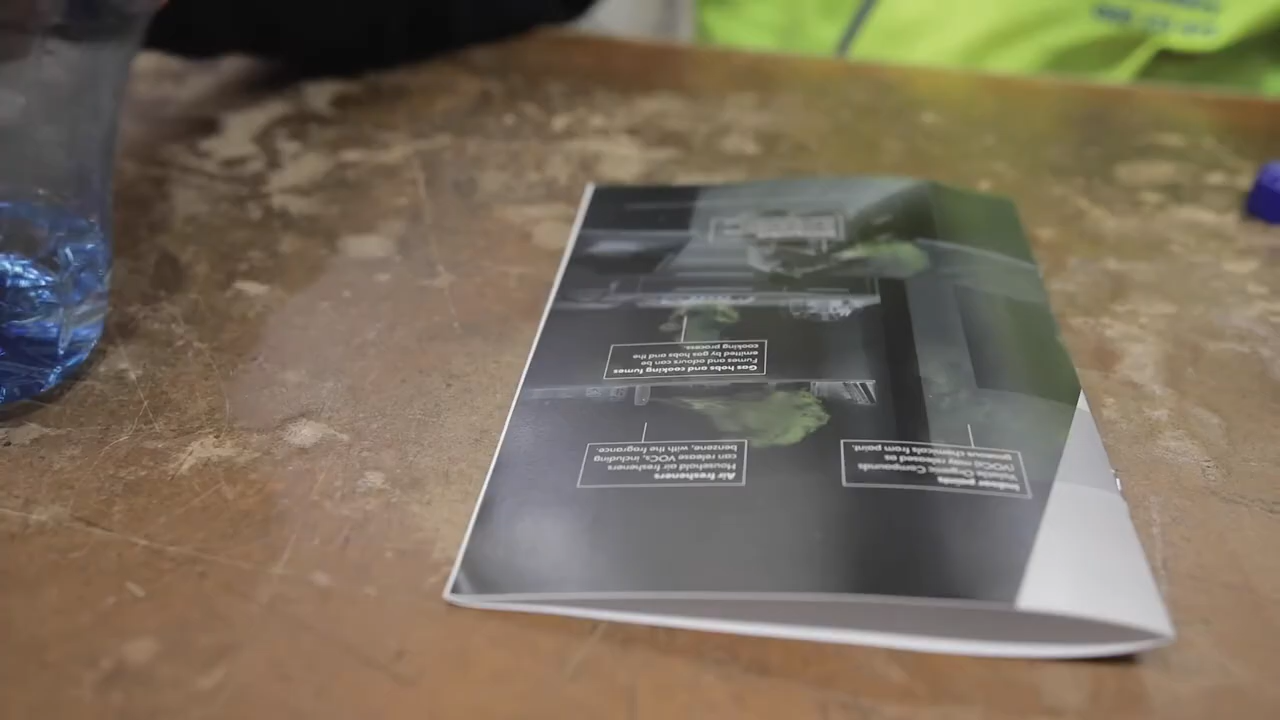 Indoor paints
Volatile Organic Compounds
(VOCs) may released as
gaseous chemicals from paint.
Air fresheners
Household air fresheners
can release VOCs, including
benzene, with the fragrance.
Gas hobs and cooking fumes
Fumes and odours can be
emitted by gas hobs and the
cooking process.